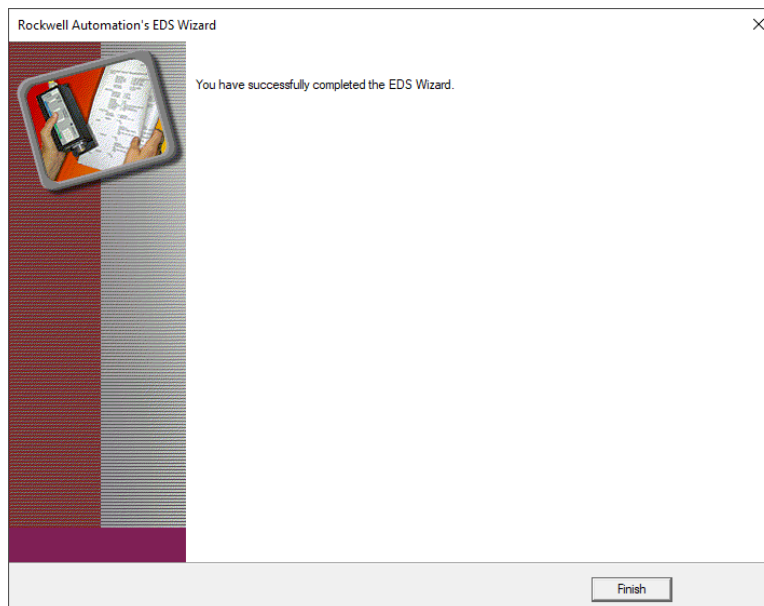 Rockwell Automation's EDS Wizard
You have successfully completed the EDS Wizard.
Finish